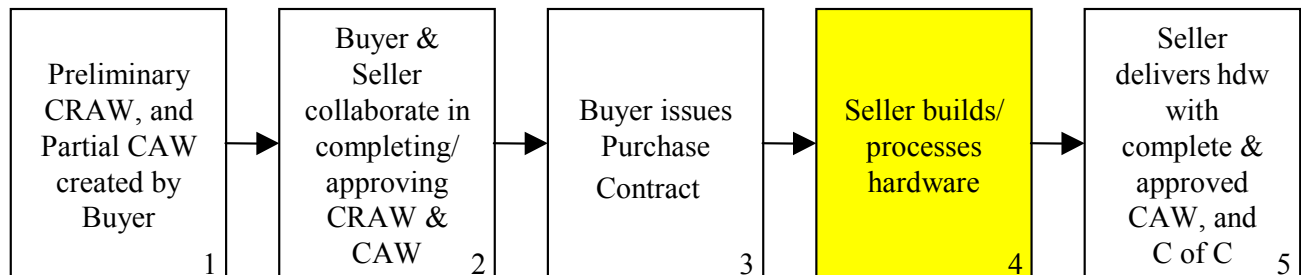 Preliminary
CRAW, and
Partial CAW
created by
Buyer
1
Buyer &
Seller
collaborate in
completing/
approving
CRAW &
CAW
2
Buyer issues
Purchase
Contract
3
Seller builds/
processes
hardware
4
Seller
delivers hdw
with
complete &
approved
CAW, and
C of C
5